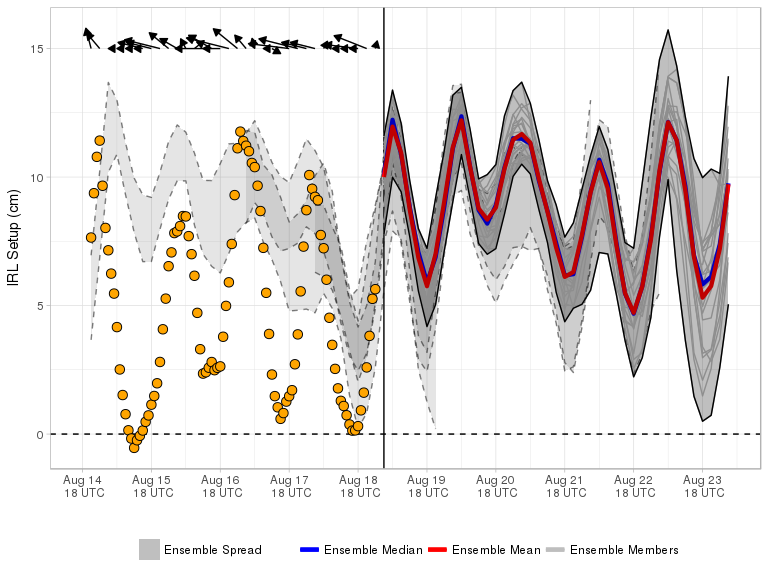 15
10
5
0
IRL Setup (cm)
Aug 14 Aug 15 Aug 16 Aug 17 Aug 18 Aug 19 Aug 20 Aug 21 Aug 22 Aug 23
18 UTC 18 UTC 18 UTC 18 UTC 18 UTC 18 UTC 18 UTC 18 UTC 18 UTC 18 UTC
Ensemble Spread Ensemble Median Ensemble Mean Ensemble Members